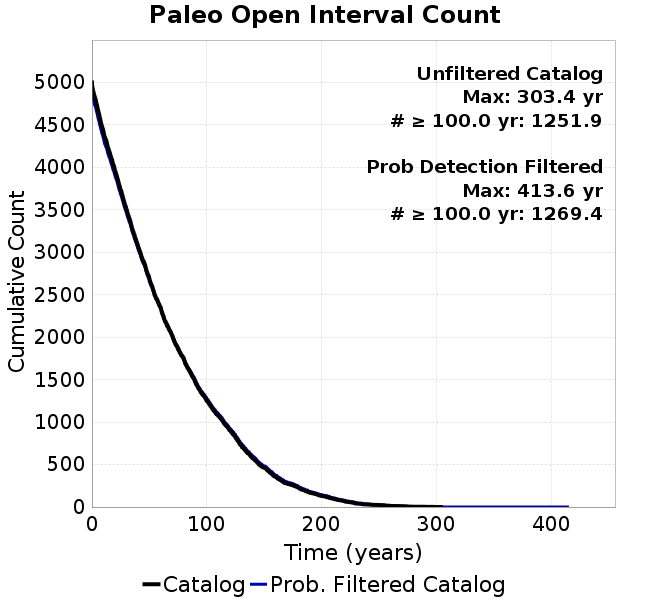 Paleo Open Interval Count
Unfiltered Catalog
Max: 303.4 yr
# ≥ 100.0 yr: 1251.9
Prob Detection Filtered
Max: 413.6 yr
# ≥ 100.0 yr: 1269.4
Cumulative Count
5000
4500
4000
3500
3000
2500
2000
1500
1000
500
0
0 100 200 300 400
Time (years)
Catalog Prob. Filtered Catalog